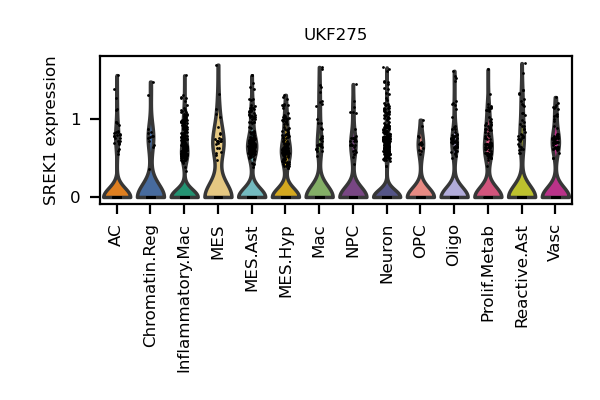 UKF275
SREK1 expression
1
0
AC
Chromatin.Reg
Inflammatory.Mac
MES
MES.Ast
MES.Hyp
Mac
NPC
Neuron
OPC
Oligo
Prolif.Metab
Reactive.Ast
Vasc